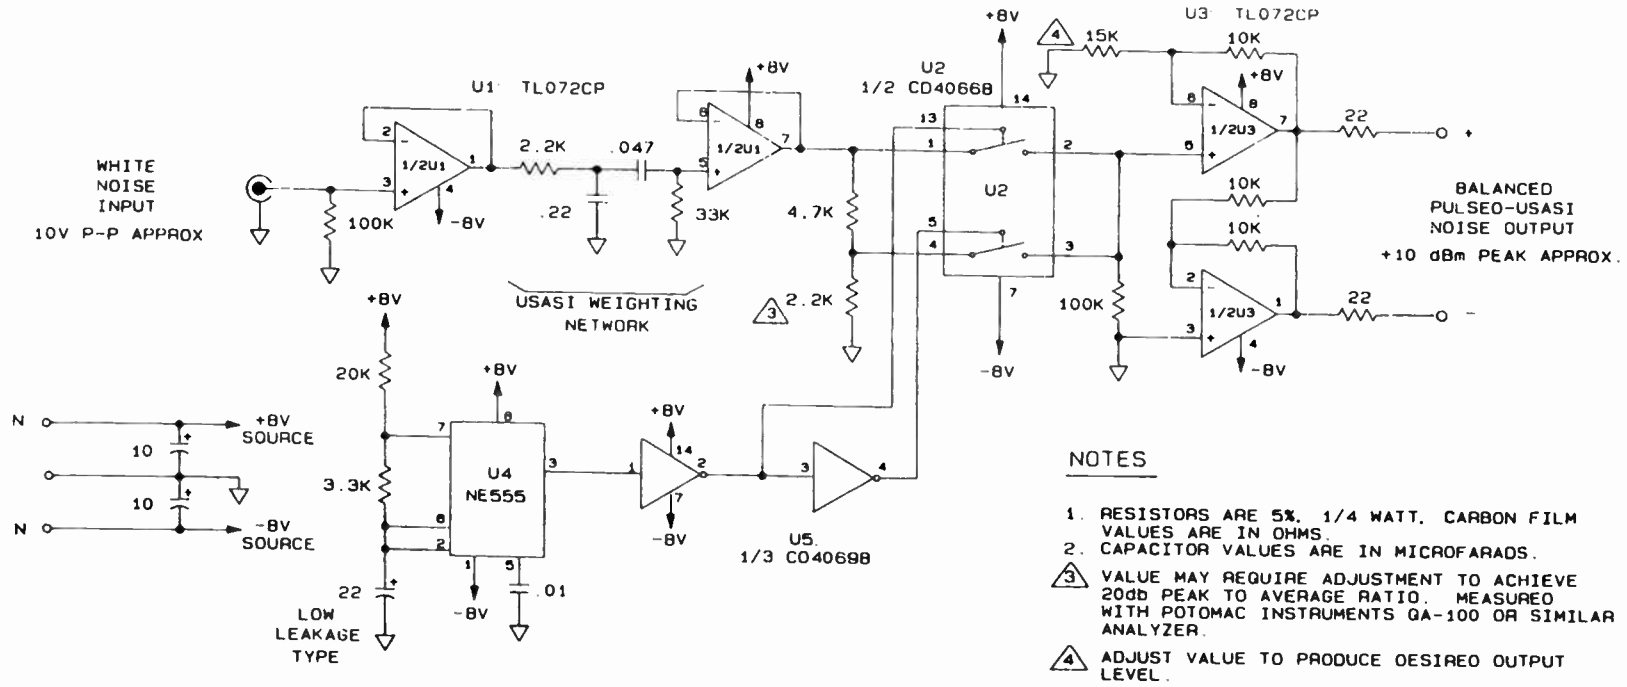 U1 TL072CP
WHITE
NOISE
INPUT
10V P-P APPROX
100K
2
3
1/2U1
1
4
-8V
2.2K
.047
.22
33K
+8V
8
8
5
1/2U1
7
USASI WEIGHTING
NETWORK
4.7K
3
2.2K
U2
1/2 CD4066B
+8V
14
13
1
2
U2
5
4
3
7
-8V
100K
U3 TL072CP
4
15K
10K
+8V
8
8
6
1/2U3
7
22
+
10K
10K
2
3
1/2U3
1
4
-8V
22
-
BALANCED
PULSEO-USASI
NOISE OUTPUT
+10 dBm PEAK APPROX.
N
+8V
SOURCE
10
10
N
-8V
SOURCE
+8V
20K
3.3K
22
LOW
LEAKAGE
TYPE
+8V
8
7
U4
NE555
3
6
2
1
5
-8V
.01
+8V
14
1
2
7
-8V
3
4
U5.
1/3 CD4069B
NOTES
1. RESISTORS ARE 5%, 1/4 WATT, CARBON FILM
VALUES ARE IN OHMS.
2. CAPACITOR VALUES ARE IN MICROFARADS.
3 VALUE MAY REQUIRE ADJUSTMENT TO ACHIEVE
20db PEAK TO AVERAGE RATIO. MEASURED
WITH POTOMAC INSTRUMENTS QA-100 OR SIMILAR
ANALYZER.
4 ADJUST VALUE TO PRODUCE DESIRED OUTPUT
LEVEL.